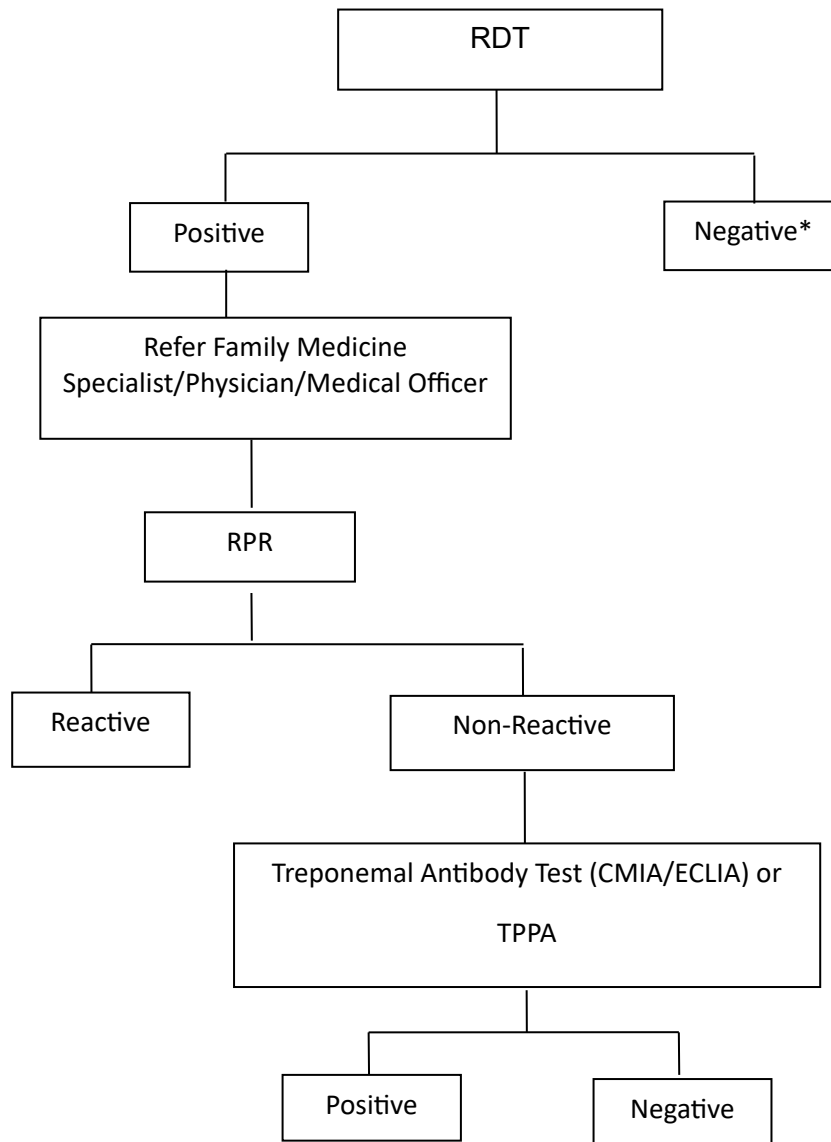 RDT
Positive
Negative*
Refer Family Medicine
Specialist/Physician/Medical Officer
RPR
Reactive
Non-Reactive
Treponemal Antibody Test (CMIA/ECLIA) or
TPPA
Positive
Negative